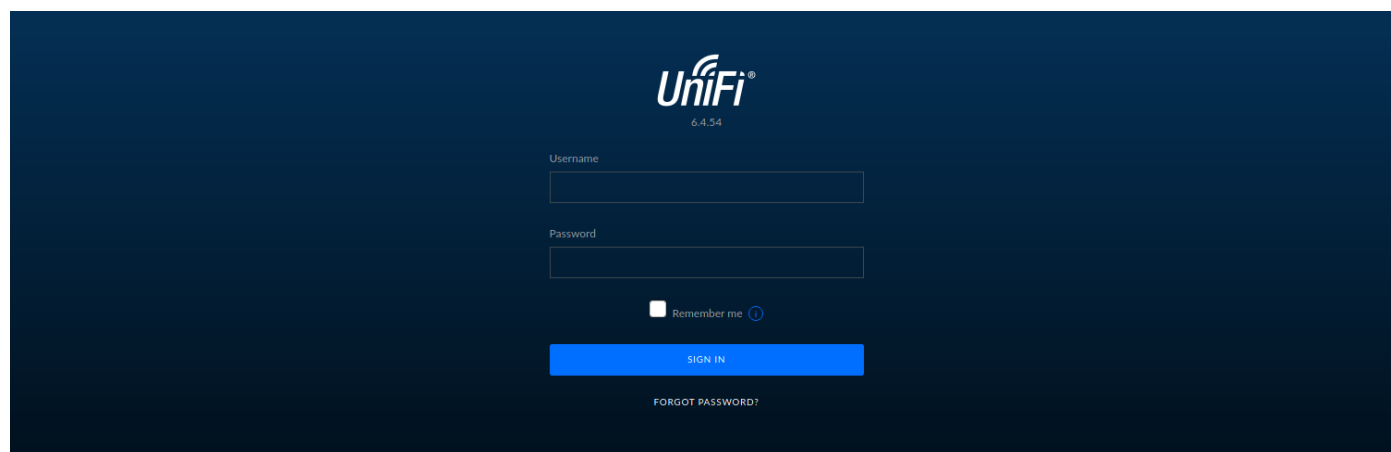 UniFi®
6.4.54
Username
Password
Remember me
SIGN IN
FORGOT PASSWORD?